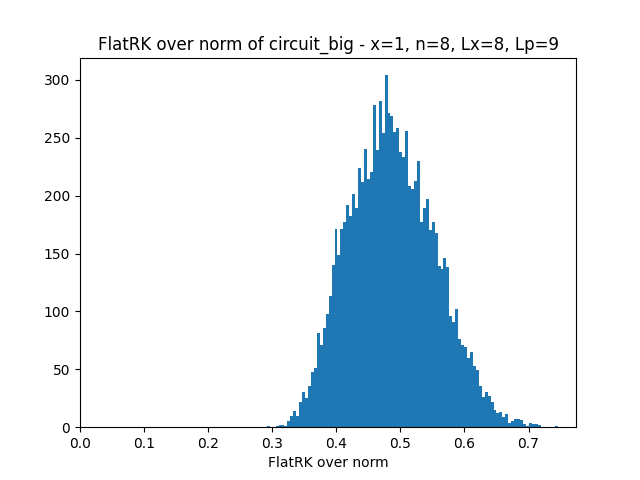 FlatRK over norm of circuit_big - x=1, n=8, Lx=8, Lp=9
300
250
200
150
100
50
0
0.0 0.1 0.2 0.3 0.4 0.5 0.6 0.7
FlatRK over norm